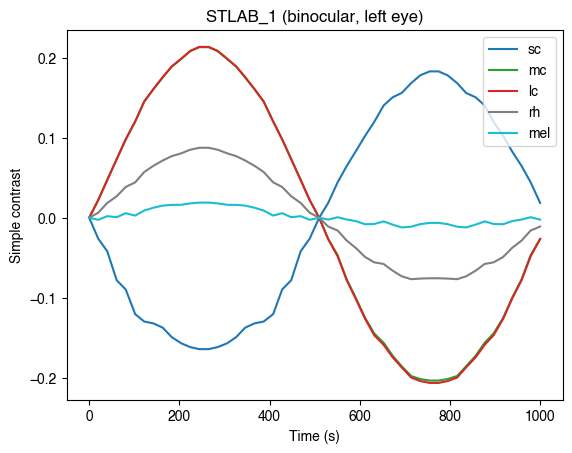 STLAB_1 (binocular, left eye)
Simple contrast
0.2
0.1
0.0
−0.1
−0.2
sc
mc
lc
rh
mel
0
200
400
600
800
1000
Time (s)